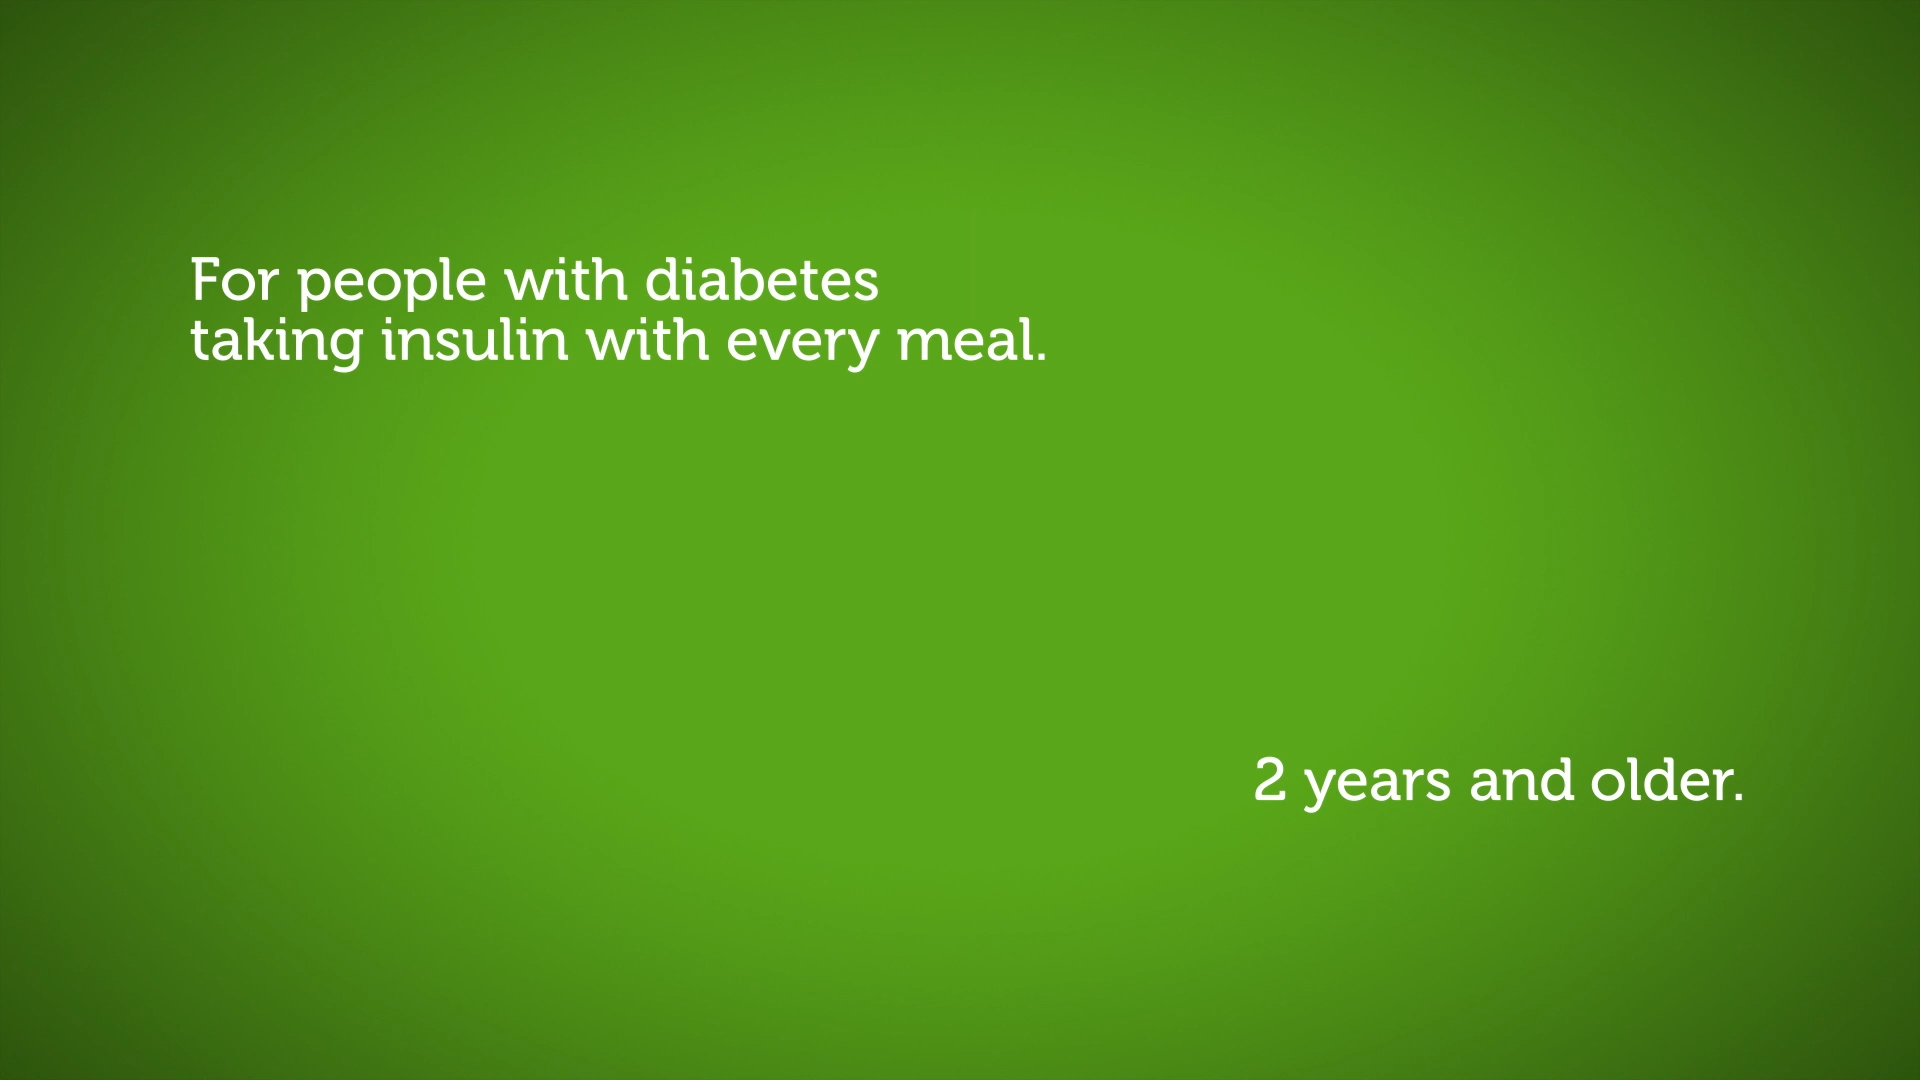 For people with diabetes
taking insulin with every meal.
2 years and older.